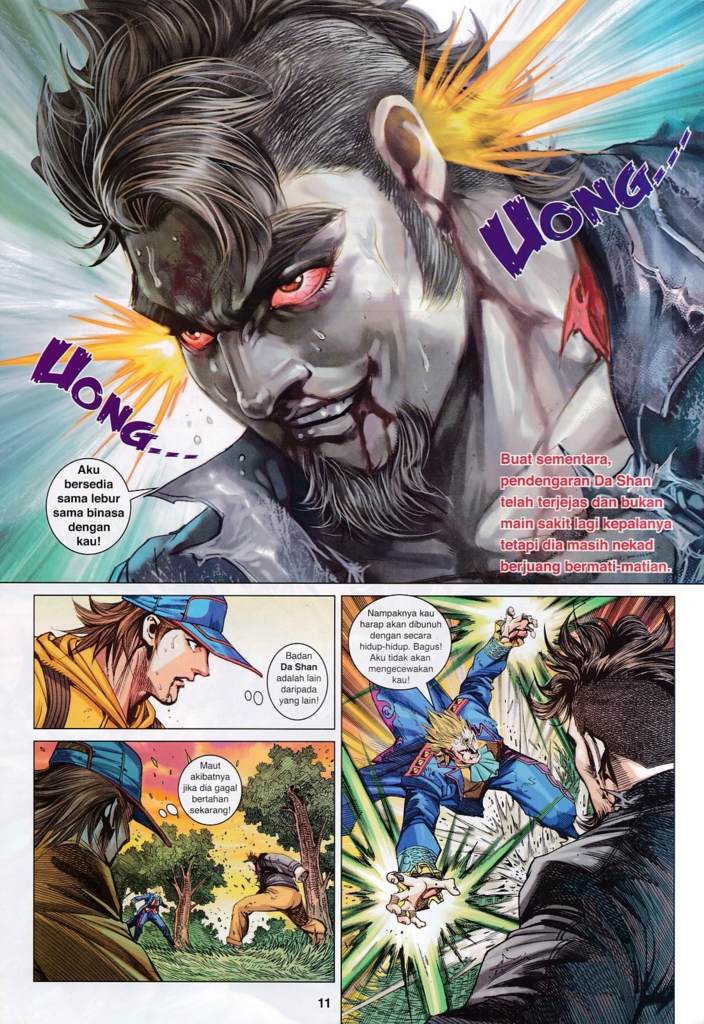 UONG...
UONG...
Aku
bersedia
sama lebur
sama binasa
dengan
kau!
Buat sementara,
pendengaran Da Shan
telah terjejas dan bukan
main sakit lagi kepalanya
tetapi dia masih nekad
berjuang bermati-matian.
Badan
Da Shan
adalah lain
daripada
yang lain!
Maut
akibatnya
jika dia gagal
bertahan
sekarang!
Nampaknya kau
harap akan dibunuh
dengan secara
hidup-hidup. Bagus!
Aku tidak akan
mengecewakan
kau!
11